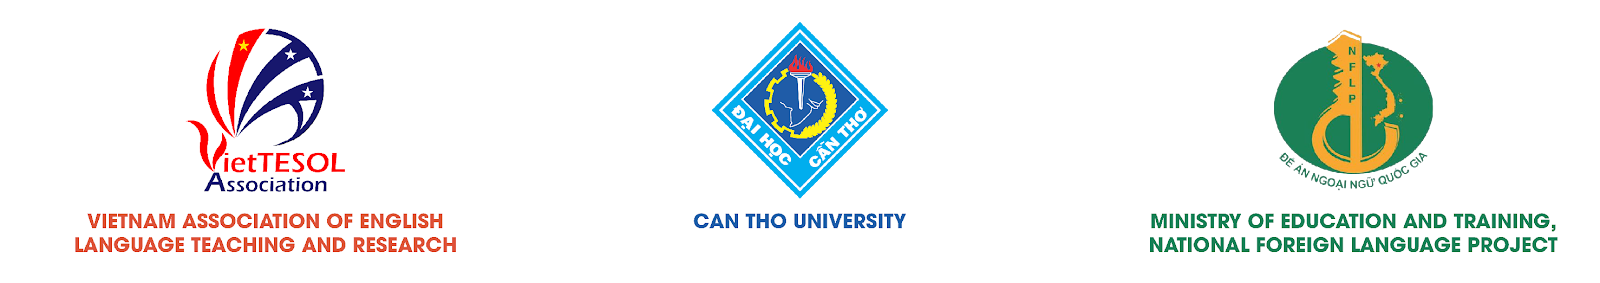 VietTESOL
Association
VIETNAM ASSOCIATION OF ENGLISH
LANGUAGE TEACHING AND RESEARCH
ĐẠI HỌC CẦN THƠ
CAN THO UNIVERSITY
NFLP
ĐỀ ÁN NGOẠI NGỮ QUỐC GIA
MINISTRY OF EDUCATION AND TRAINING,
NATIONAL FOREIGN LANGUAGE PROJECT